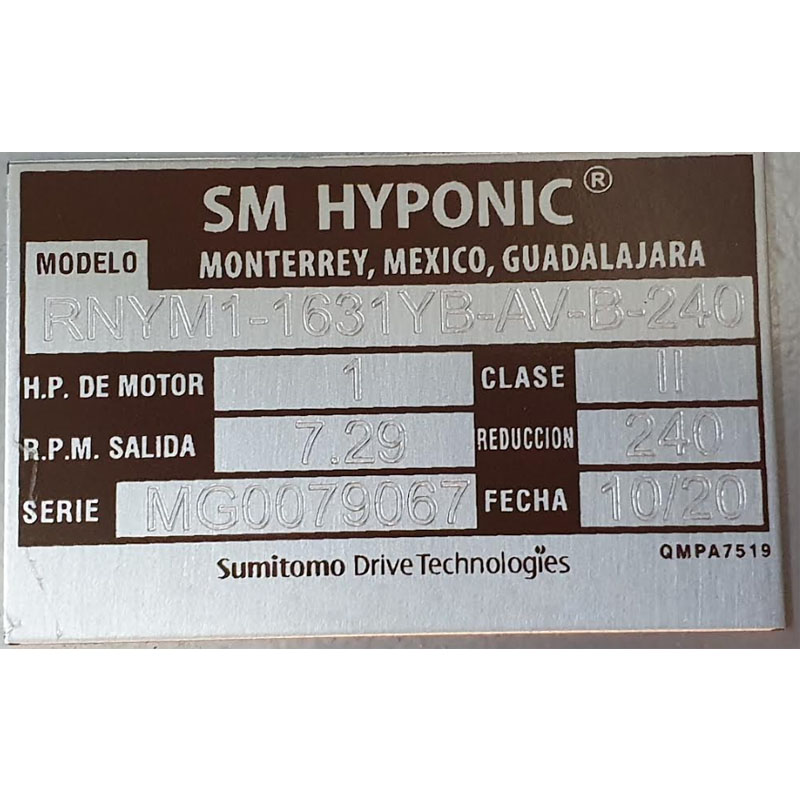 SM HYPONIC®
MODELO MONTERREY, MEXICO, GUADALAJARA
RNYM1-1631YB-AV-B-240
H.P. DE MOTOR 1 CLASE II
R.P.M. SALIDA 7.29 REDUCCION 240
SERIE MG0079067 FECHA 10/20
Sumitomo Drive Technologies QMPA7519